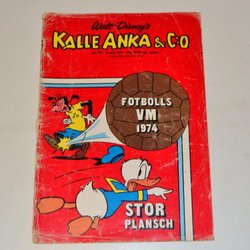 Walt Disney's
KALLE ANKA & C:O
FOTBOLLS
VM
1974
STOR
PLANSCH